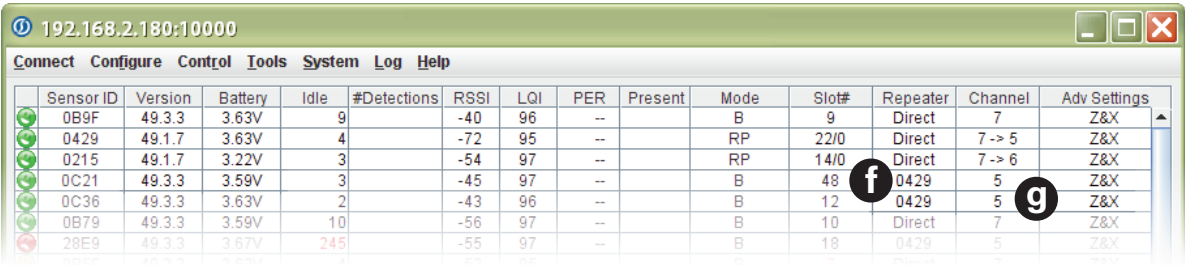 192.168.2.180:10000
Connect Configure Control Tools System Log Help
Sensor ID Version Battery Idle #Detections RSSI LQI PER Present Mode Slot# Repeater Channel Adv Settings
0B9F 49.3.3 3.63V 9 -40 96 -- B 9 Direct 7 Z&X
0429 49.1.7 3.63V 4 -72 95 -- RP 22/0 Direct 7 -> 5 Z&X
0215 49.1.7 3.22V 3 -54 97 -- RP 14/0 Direct 7 -> 6 Z&X
0C21 49.3.3 3.59V 3 -45 97 -- B 48 f 0429 5 Z&X
0C36 49.3.3 3.63V 2 -43 96 -- B 12 0429 5 g Z&X
0B79 49.3.3 3.59V 10 -56 97 -- B 10 Direct 7 Z&X
28E9 49.3.3 3.67V 245 -55 97 -- B 18 0429 5 Z&X